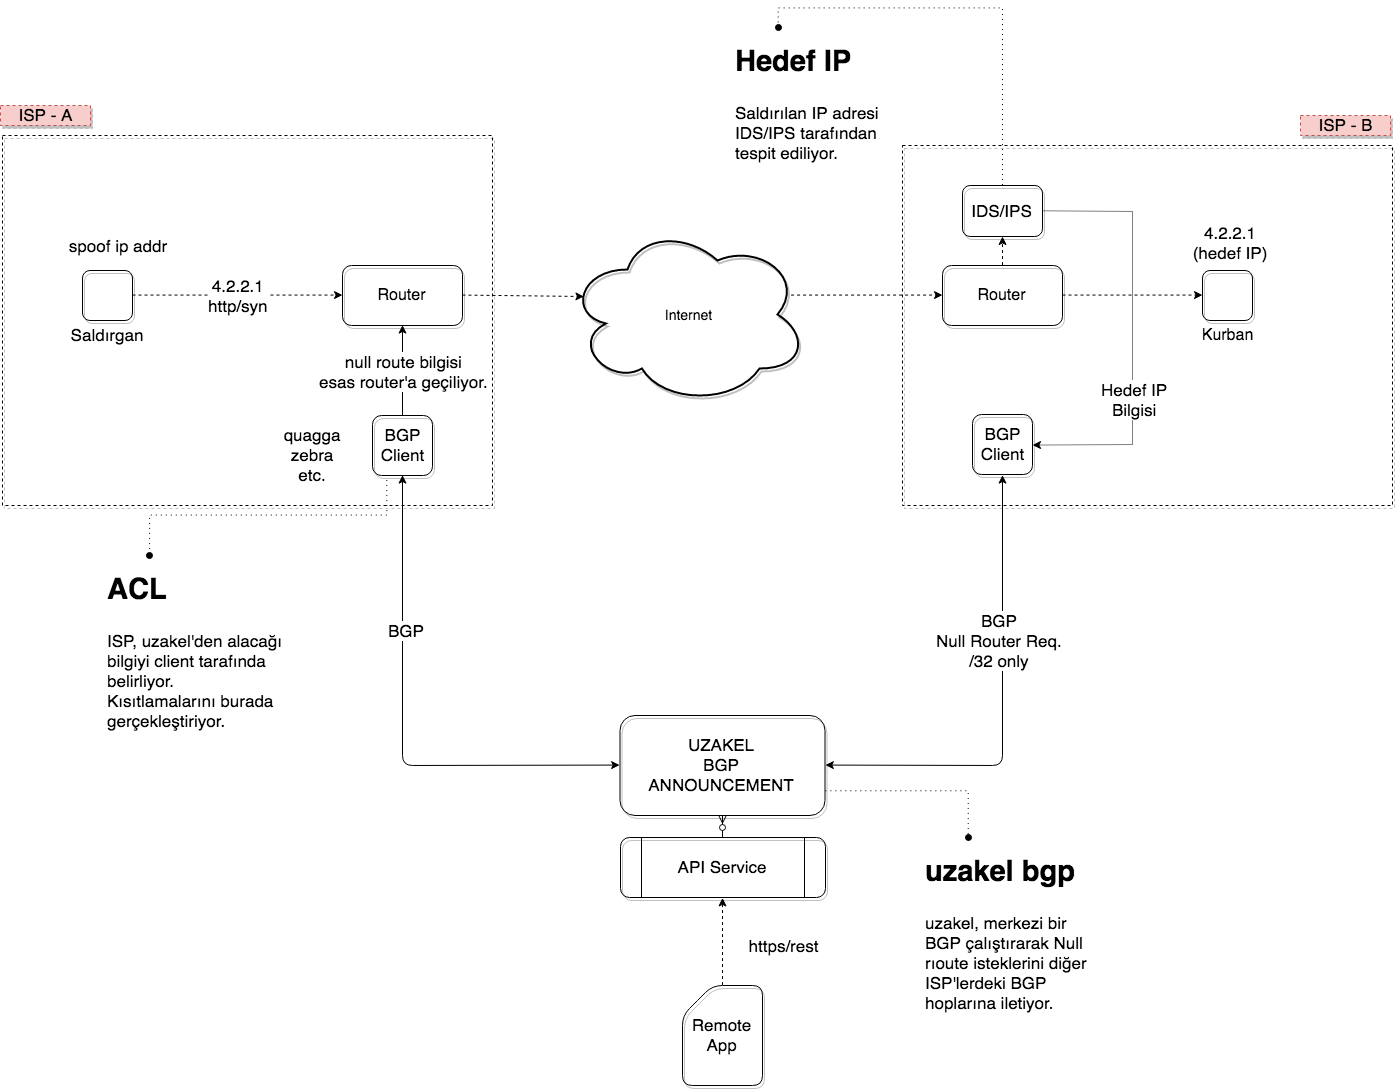 Hedef IP
Saldırılan IP adresi
IDS/IPS tarafından
tespit ediliyor.
ISP - A
ISP - B
spoof ip addr
Saldırgan
4.2.2.1
http/syn
Router
null route bilgisi
esas router'a geçiliyor.
quagga
zebra
etc.
BGP
Client
Internet
IDS/IPS
Router
4.2.2.1
(hedef IP)
Kurban
Hedef IP
Bilgisi
BGP
Client
ACL
ISP, uzakel'den alacağı
bilgiyi client tarafında
belirliyor.
Kısıtlamalarını burada
gerçekleştiriyor.
BGP
BGP
Null Router Req.
/32 only
UZAKEL
BGP
ANNOUNCEMENT
API Service
https/rest
Remote
App
uzakel bgp
uzakel, merkezi bir
BGP çalıştırarak Null
rıoute isteklerini diğer
ISP'lerdeki BGP
hoplarına iletiyor.